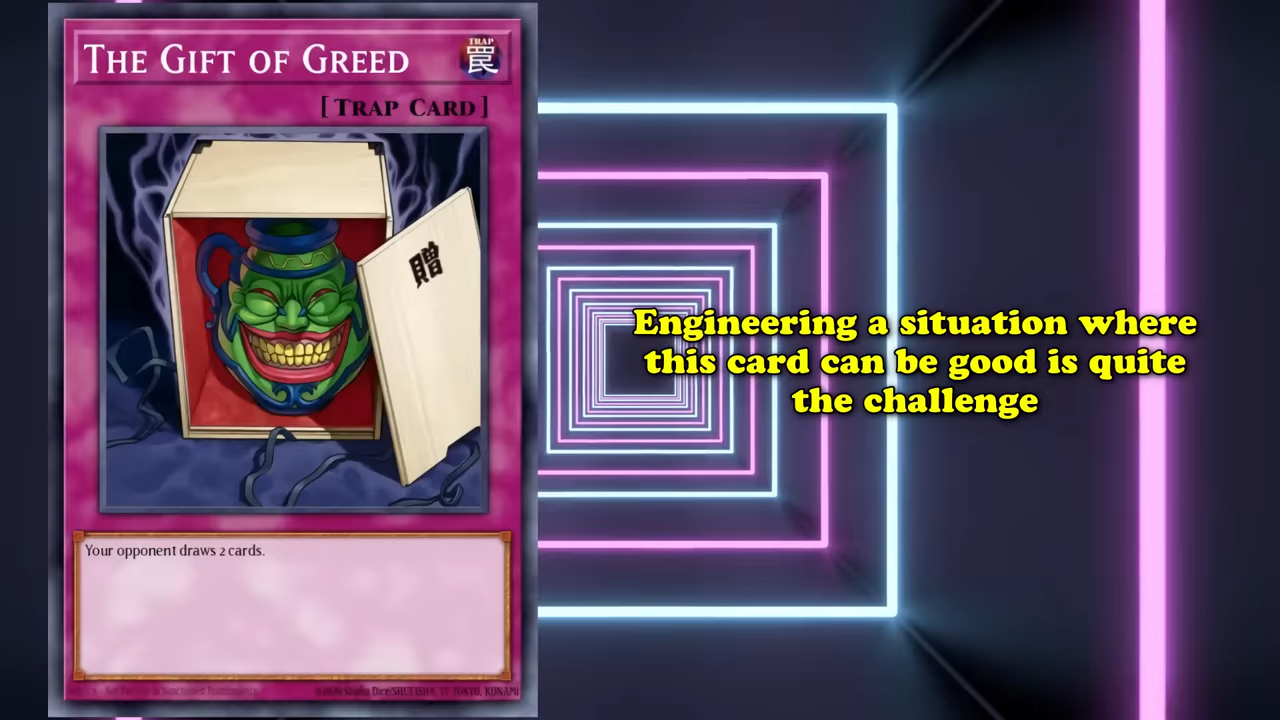 THE GIFT OF GREED
TRAP
罠
[TRAP CARD]
贈
Your opponent draws 2 cards.
Engineering a situation where
this card can be good is quite
the challenge